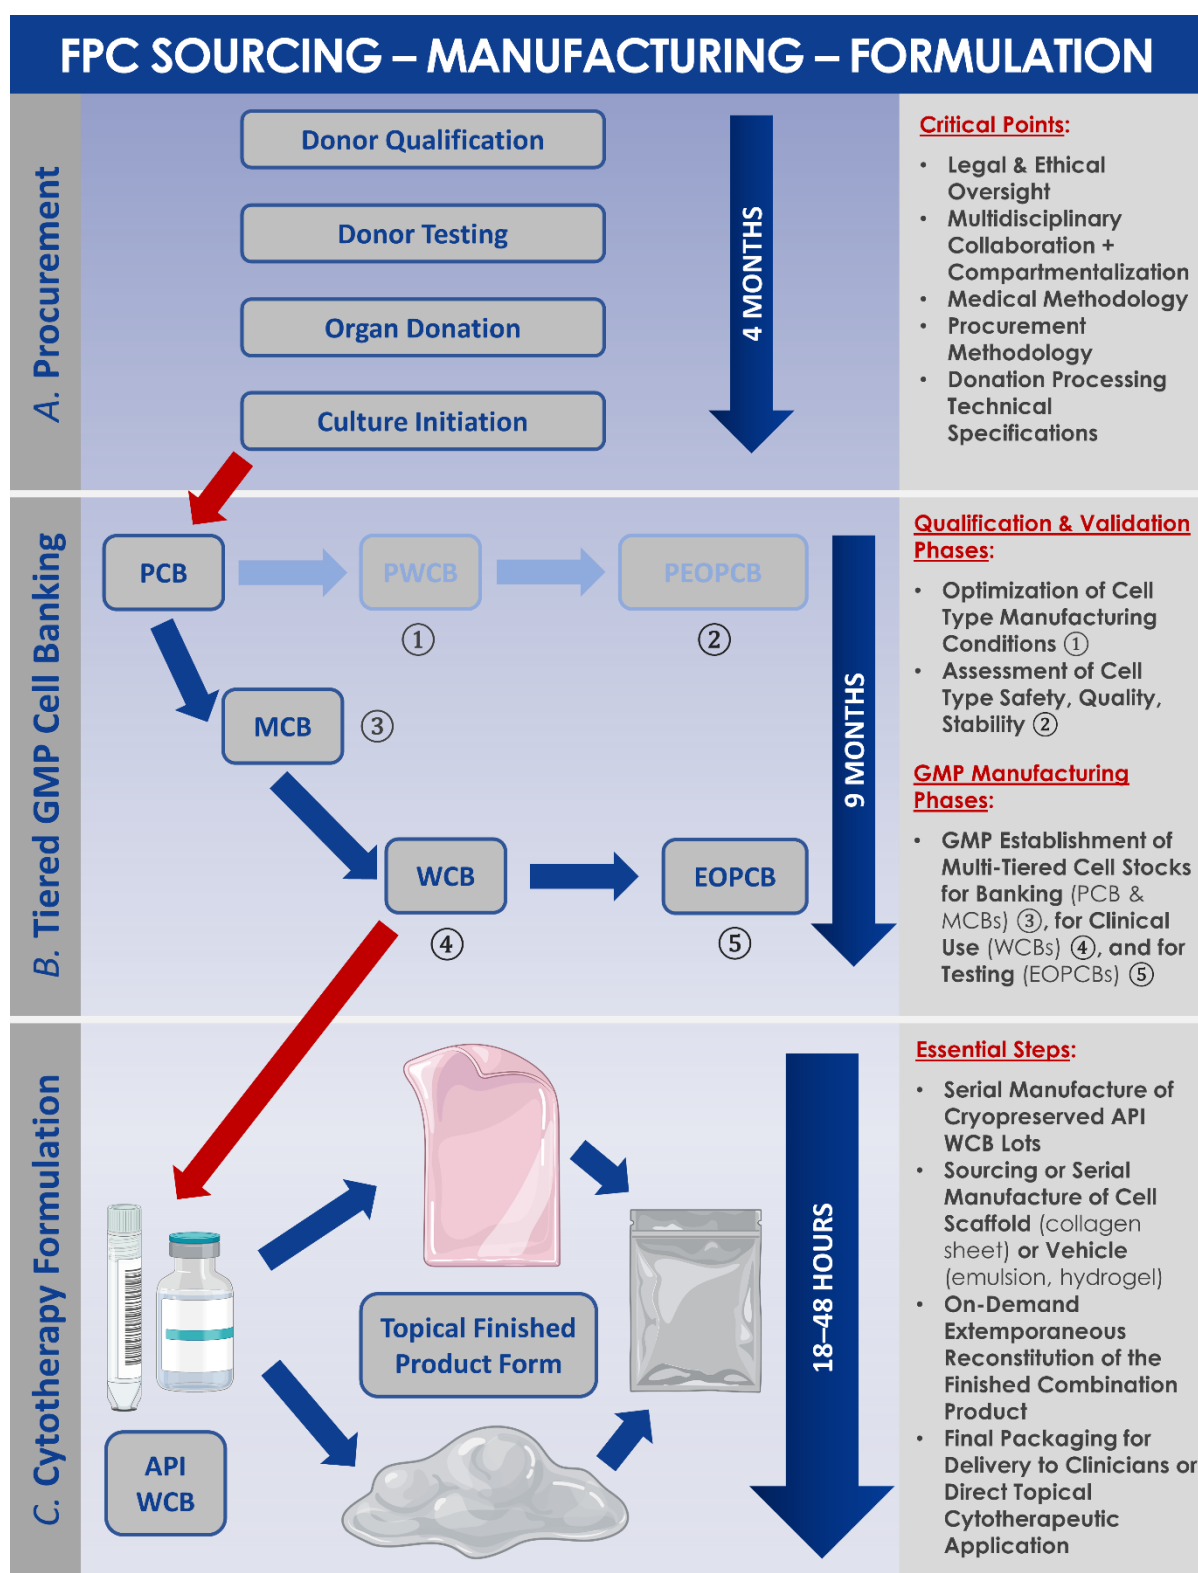 FPC SOURCING – MANUFACTURING – FORMULATION
A. Procurement
Donor Qualification
Donor Testing
Organ Donation
Culture Initiation
4 MONTHS
Critical Points:
• Legal & Ethical
Oversight
• Multidisciplinary
Collaboration +
Compartmentalization
• Medical Methodology
• Procurement
Methodology
• Donation Processing
Technical
Specifications
B. Tiered GMP Cell Banking
PCB
PWCB
PEOPCB
①
②
MCB
③
WCB
EOPCB
④
⑤
9 MONTHS
Qualification & Validation
Phases:
• Optimization of Cell
Type Manufacturing
Conditions ①
• Assessment of Cell
Type Safety, Quality,
Stability ②
GMP Manufacturing
Phases:
• GMP Establishment of
Multi-Tiered Cell Stocks
for Banking (PCB &
MCBs) ③, for Clinical
Use (WCBs) ④, and for
Testing (EOPCBs) ⑤
C. Cytotherapy Formulation
API
WCB
Topical Finished
Product Form
18–48 HOURS
Essential Steps:
• Serial Manufacture of
Cryopreserved API
WCB Lots
• Sourcing or Serial
Manufacture of Cell
Scaffold (collagen
sheet) or Vehicle
(emulsion, hydrogel)
• On-Demand
Extemporaneous
Reconstitution of the
Finished Combination
Product
• Final Packaging for
Delivery to Clinicians or
Direct Topical
Cytotherapeutic
Application